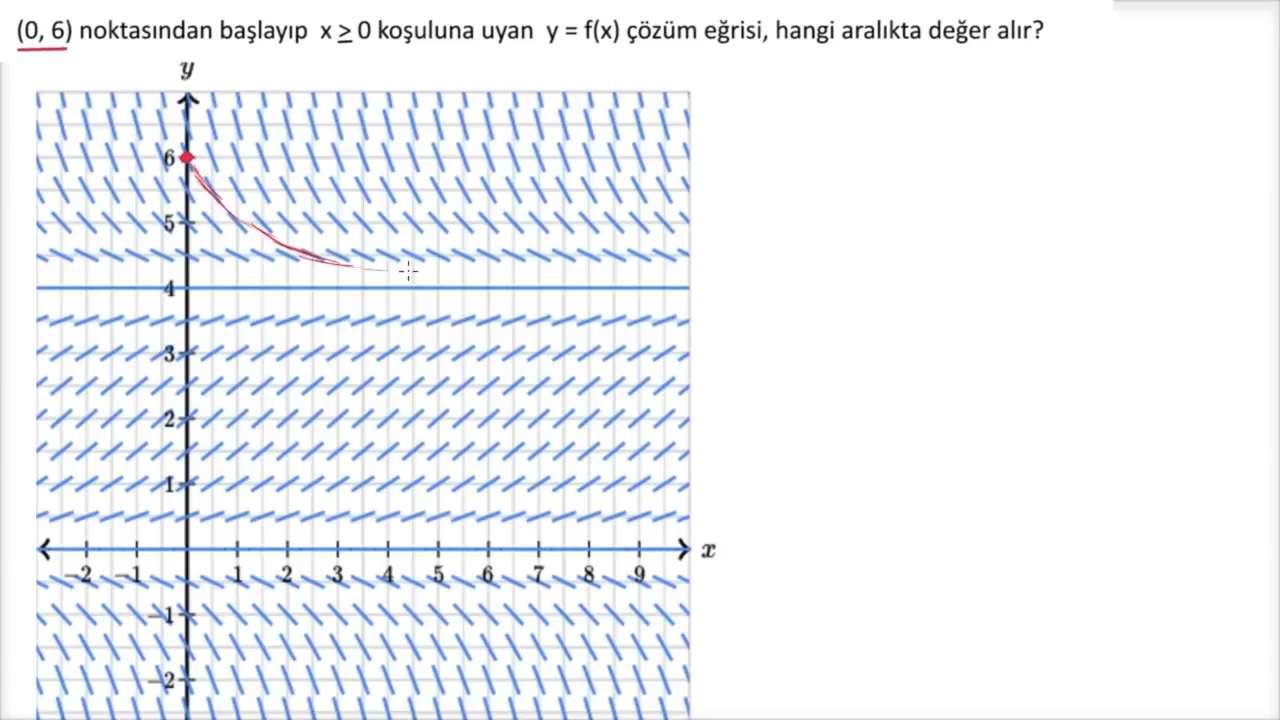 (0, 6) noktasından başlayıp x ≥ 0 koşuluna uyan y = f(x) çözüm eğrisi, hangi aralıkta değer alır?
y
6
5
4
3
2
1
-2 -1 1 2 3 4 5 6 7 8 9 x
-1
-2